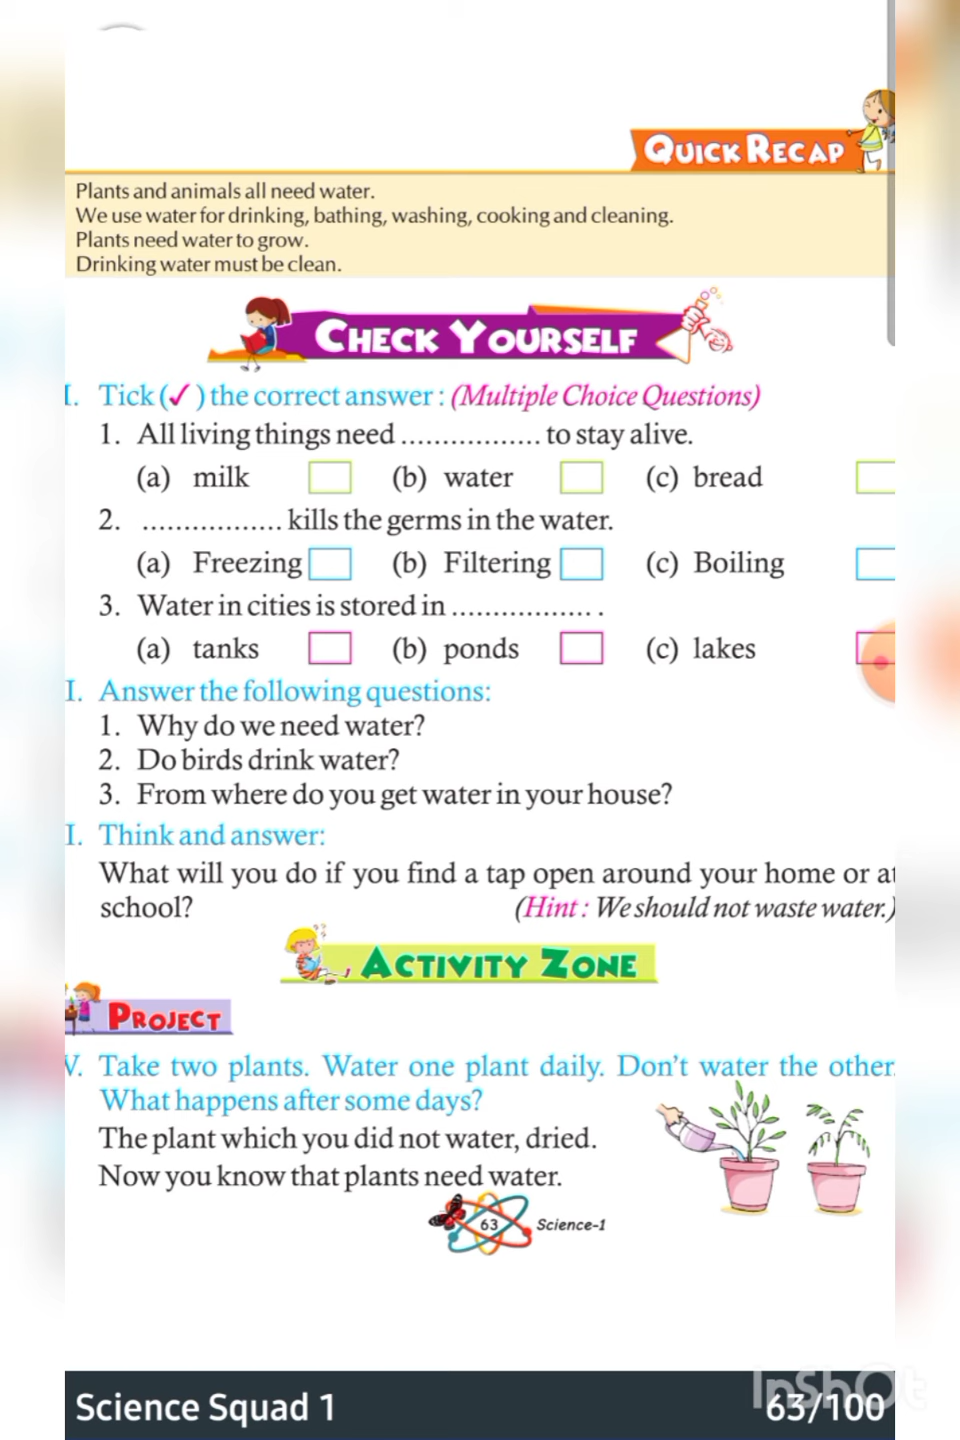 QUICK RECAP
Plants and animals all need water.
We use water for drinking, bathing, washing, cooking and cleaning.
Plants need water to grow.
Drinking water must be clean.
CHECK YOURSELF
I. Tick (✓) the correct answer : (Multiple Choice Questions)
1. All living things need ................. to stay alive.
(a) milk (b) water (c) bread
2. ................. kills the germs in the water.
(a) Freezing (b) Filtering (c) Boiling
3. Water in cities is stored in ................. .
(a) tanks (b) ponds (c) lakes
I. Answer the following questions:
1. Why do we need water?
2. Do birds drink water?
3. From where do you get water in your house?
I. Think and answer:
What will you do if you find a tap open around your home or at
school? (Hint : We should not waste water.)
ACTIVITY ZONE
PROJECT
V. Take two plants. Water one plant daily. Don't water the other.
What happens after some days?
The plant which you did not water, dried.
Now you know that plants need water.
63 Science-1
Science Squad 1 63/100
InShOt